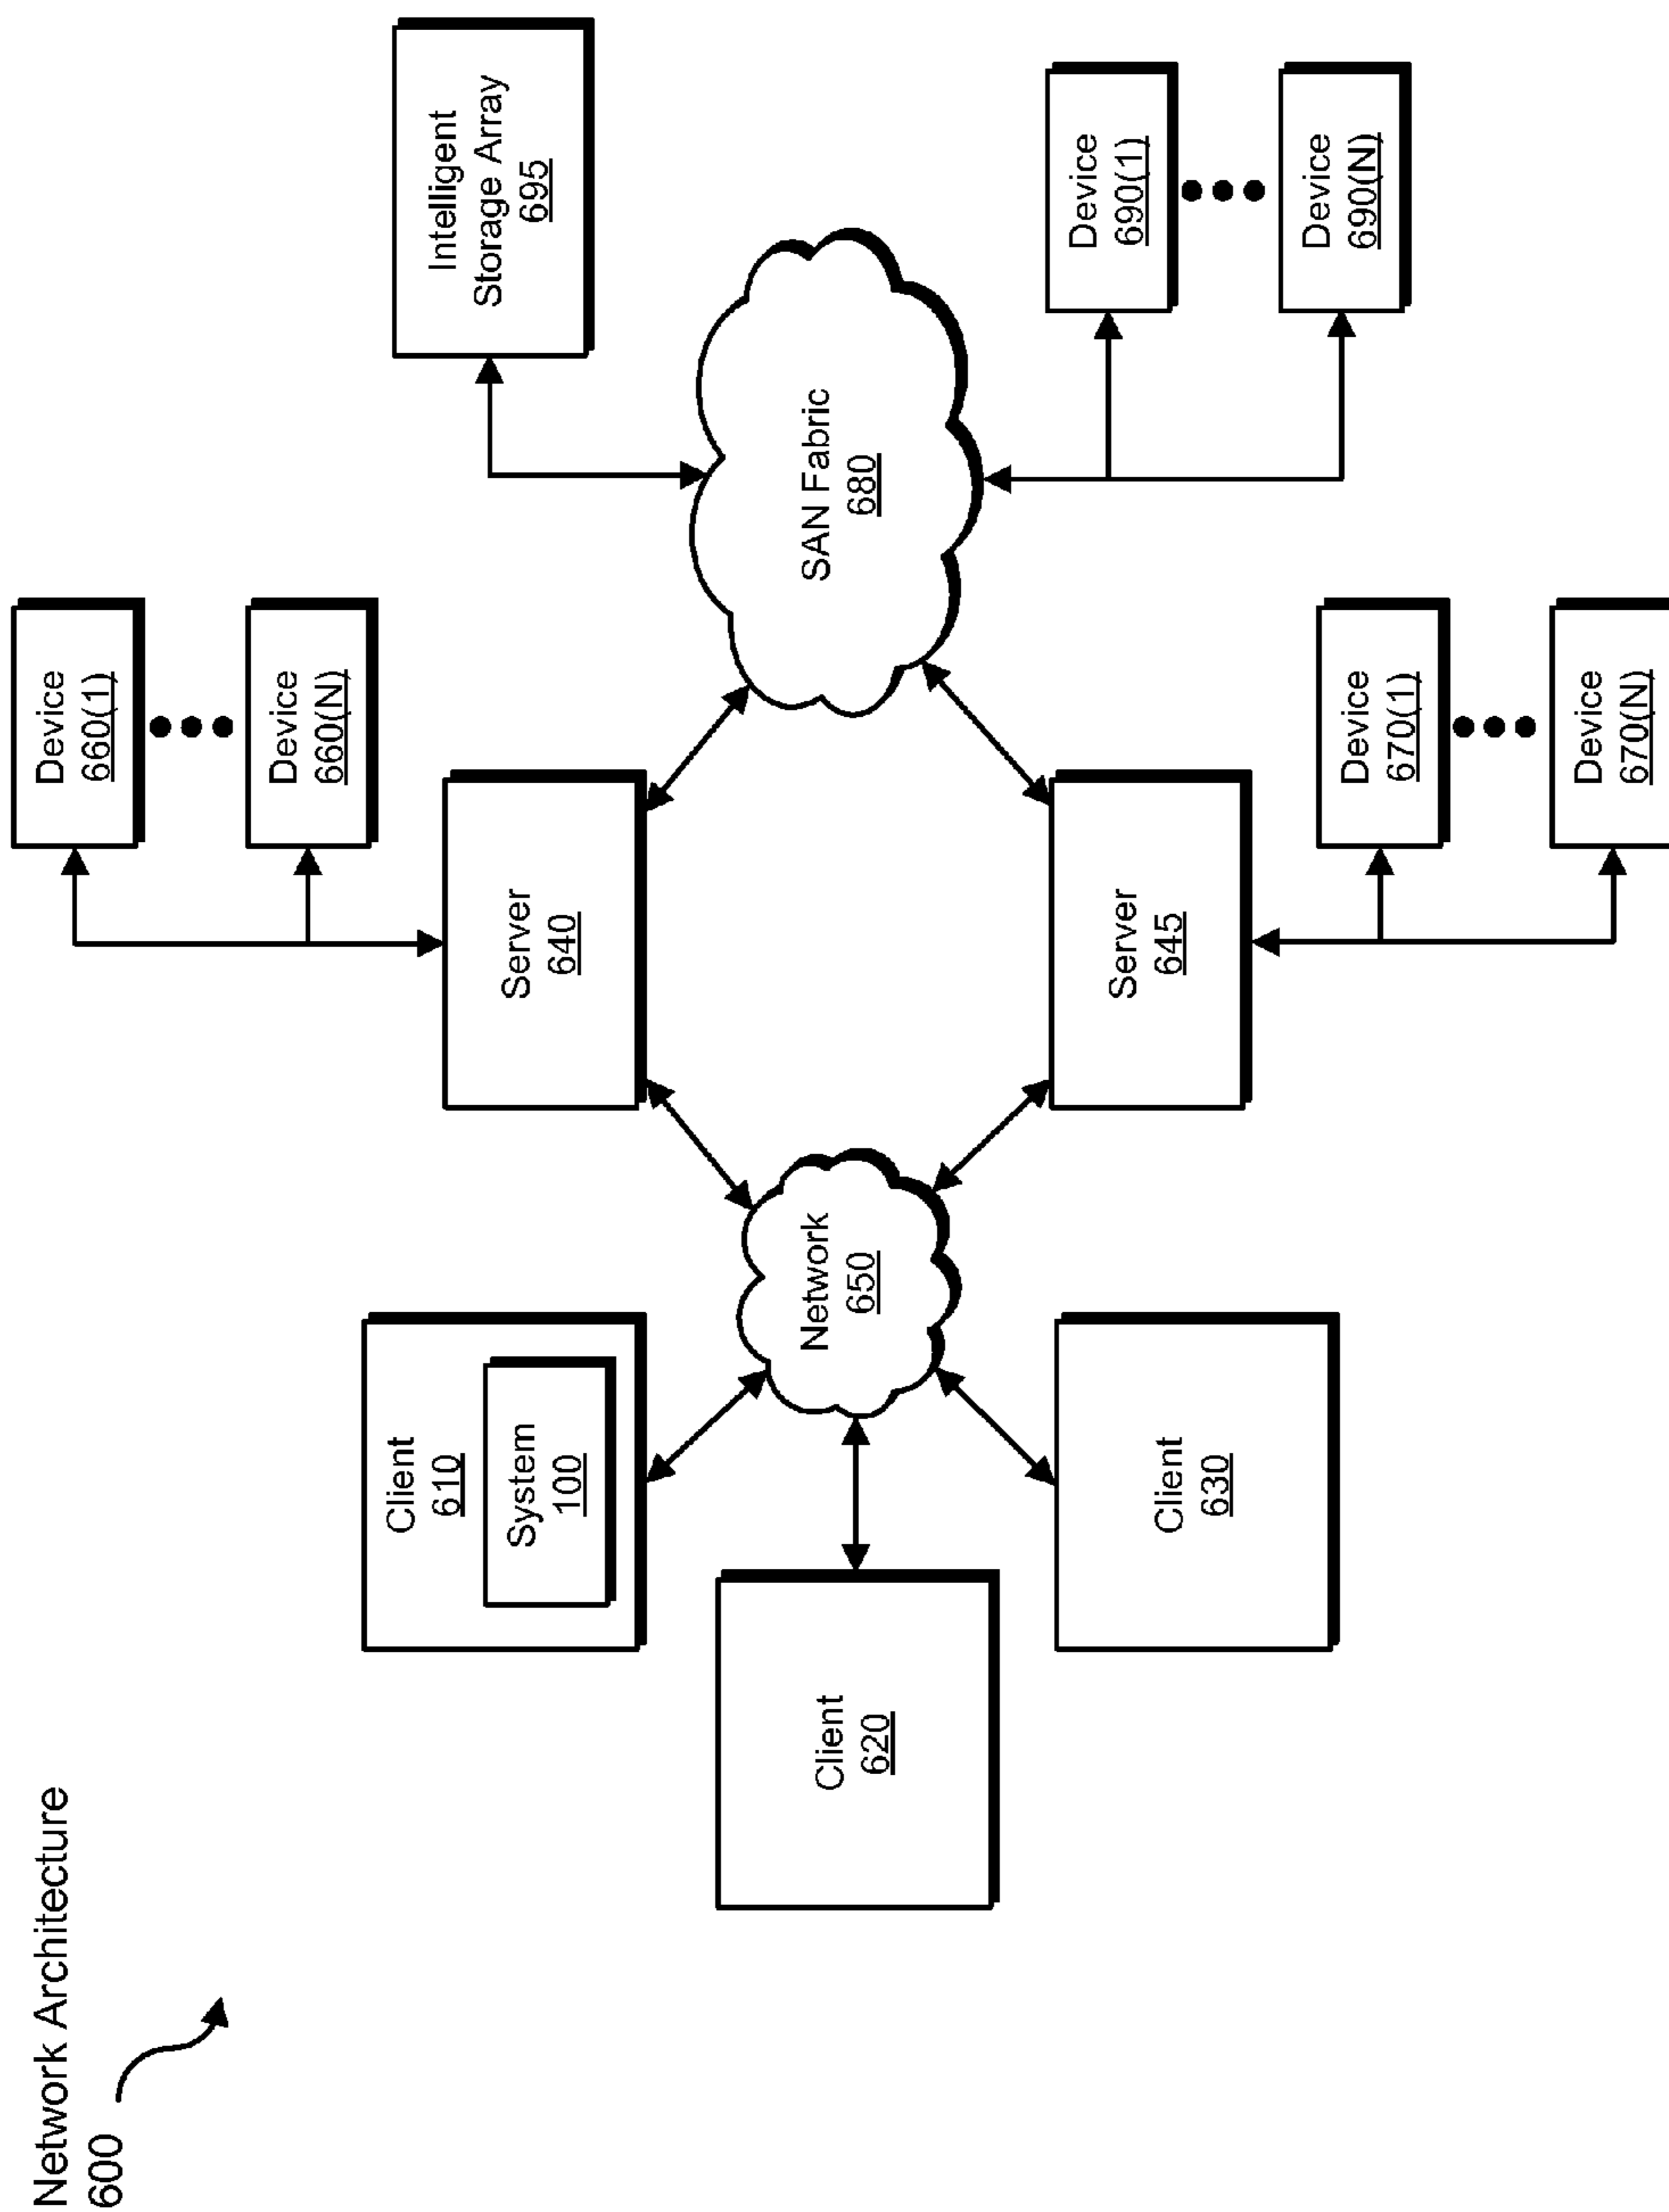 Network Architecture
600
Client
610
System
100
Client
620
Client
630
Network
650
Device
660(1)
Device
660(N)
Server
640
Server
645
Device
670(1)
Device
670(N)
SAN Fabric
680
Intelligent
Storage Array
695
Device
690(1)
Device
690(N)